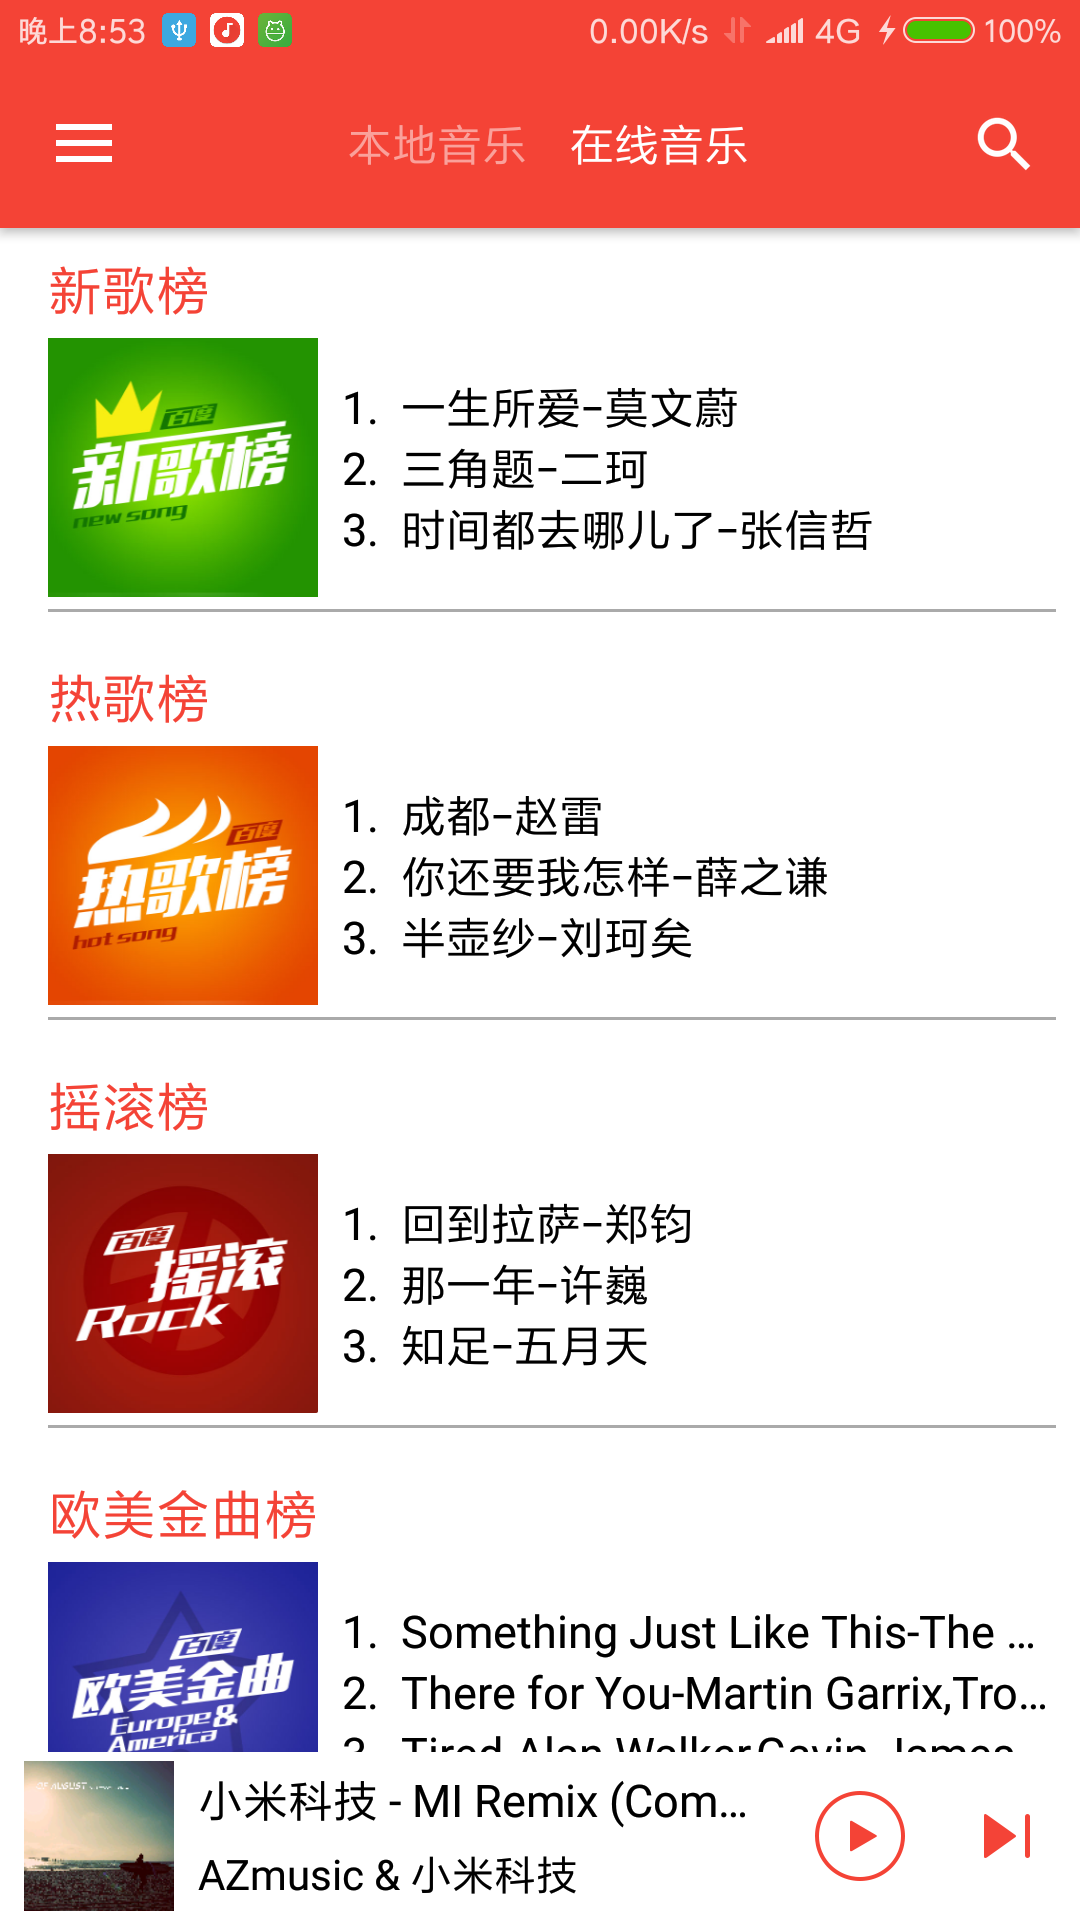 晚上8:53
0.00K/s 4G 100%
本地音乐 在线音乐
新歌榜
百度
新歌榜
new song
1. 一生所爱-莫文蔚
2. 三角题-二珂
3. 时间都去哪儿了-张信哲
热歌榜
百度
热歌榜
hot song
1. 成都-赵雷
2. 你还要我怎样-薛之谦
3. 半壶纱-刘珂矣
摇滚榜
百度
摇滚
Rock
1. 回到拉萨-郑钧
2. 那一年-许巍
3. 知足-五月天
欧美金曲榜
百度
欧美金曲
Europe&
America
1. Something Just Like This-The ...
2. There for You-Martin Garrix,Tro...
3. Tired-Alan Walker,Gavin James
小米科技 - MI Remix (Com...
AZmusic & 小米科技